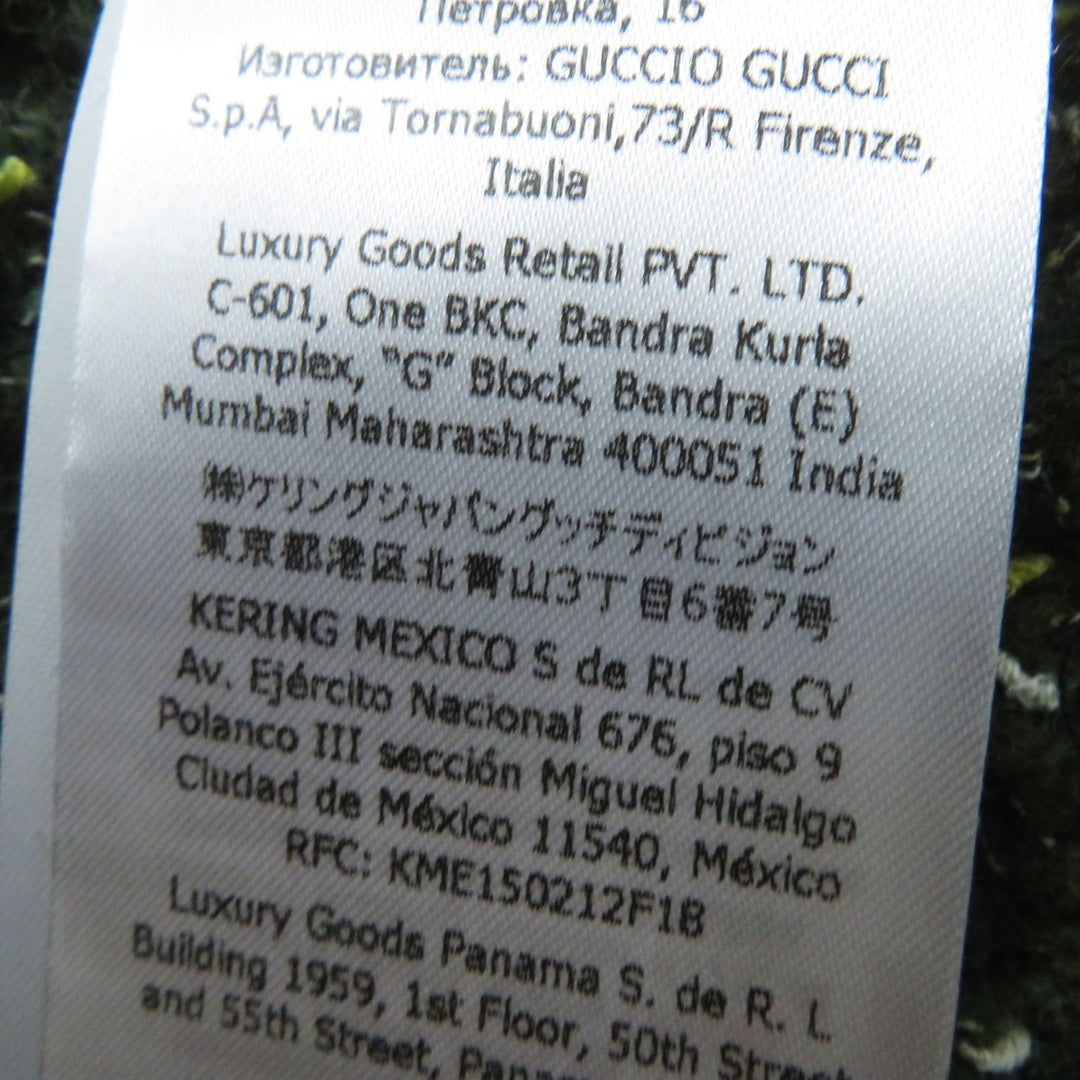 Петровка, 16
Изготовитель: GUCCIO GUCCI
S.p.A, via Tornabuoni,73/R Firenze,
Italia
Luxury Goods Retail PVT. LTD.
C-601, One BKC, Bandra Kurla
Complex, “G” Block, Bandra (E)
Mumbai Maharashtra 400051 India
㈱ケリングジャパングッチディビジョン
東京都港区北青山3丁目6番7号
KERING MEXICO S de RL de CV
Av. Ejército Nacional 676, piso 9
Polanco III sección Miguel Hidalgo
Ciudad de México 11540, México
RFC: KME150212F1B
Luxury Goods Panama S. de R. L.
Building 1959, 1st Floor, 50th Street
and 55th Street,